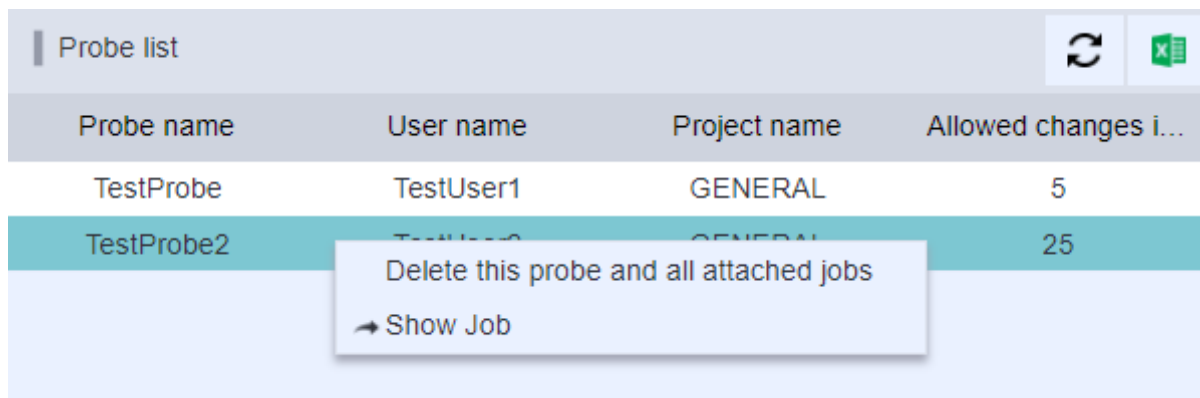 Probe list
Probe name User name Project name Allowed changes i...
TestProbe TestUser1 GENERAL 5
TestProbe2 25
Delete this probe and all attached jobs
Show Job